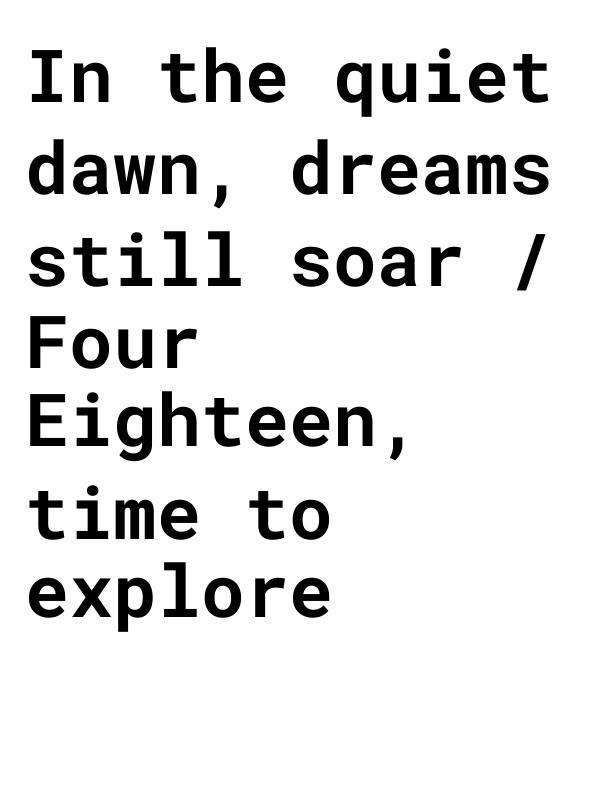 In the quiet
dawn, dreams
still soar /
Four
Eighteen,
time to
explore